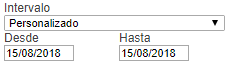 Intervalo
Personalizado
Desde Hasta
15/08/2018 15/08/2018